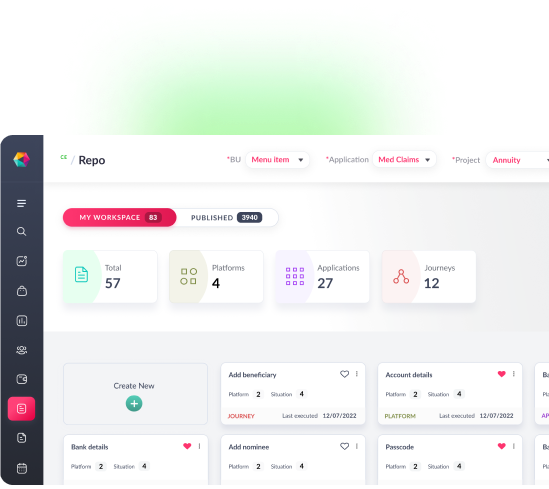 CE / Repo
*BU Menu item
*Application Med Claims
*Project Annuity
MY WORKSPACE 83
PUBLISHED 3940
Total
57
Platforms
4
Applications
27
Journeys
12
Create New
Add beneficiary
Platform 2 Situation 4
JOURNEY Last executed 12/07/2022
Account details
Platform 2 Situation 4
PLATFORM Last executed 12/07/2022
Ba
AP
Bank details
Platform 2 Situation 4
Add nominee
Platform 2 Situation 4
Passcode
Platform 2 Situation 4
Ba